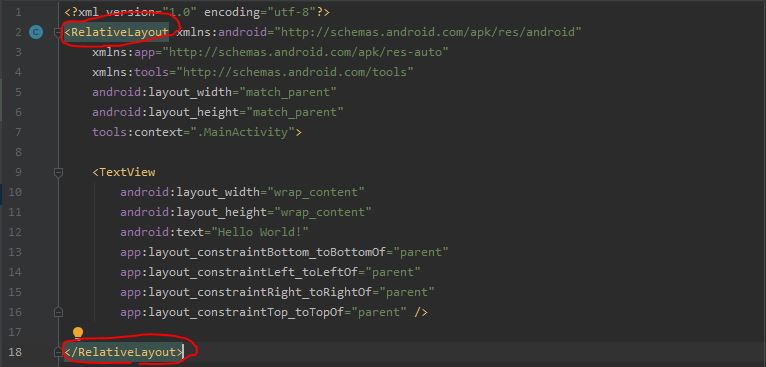 1 <?xml version="1.0" encoding="utf-8"?>
2 C <RelativeLayout xmlns:android="http://schemas.android.com/apk/res/android"
3 xmlns:app="http://schemas.android.com/apk/res-auto"
4 xmlns:tools="http://schemas.android.com/tools"
5 android:layout_width="match_parent"
6 android:layout_height="match_parent"
7 tools:context=".MainActivity">
8
9 <TextView
10 android:layout_width="wrap_content"
11 android:layout_height="wrap_content"
12 android:text="Hello World!"
13 app:layout_constraintBottom_toBottomOf="parent"
14 app:layout_constraintLeft_toLeftOf="parent"
15 app:layout_constraintRight_toRightOf="parent"
16 app:layout_constraintTop_toTopOf="parent" />
17
18 </RelativeLayout>